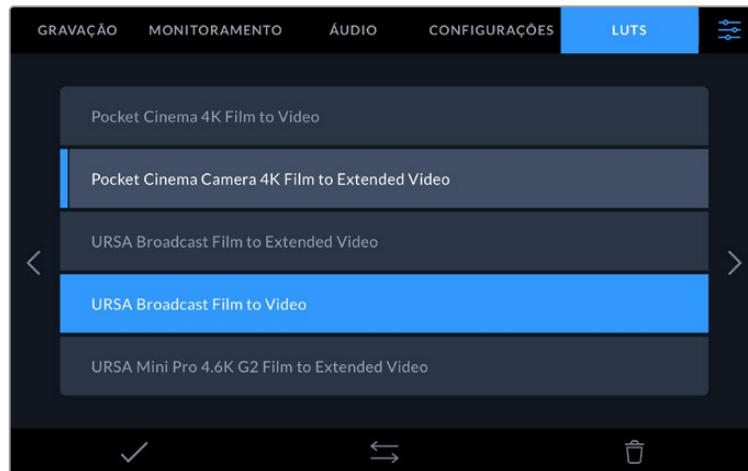 GRAVAÇÃO MONITORAMENTO ÁUDIO CONFIGURAÇÕES LUTS
Pocket Cinema 4K Film to Video
Pocket Cinema Camera 4K Film to Extended Video
URSA Broadcast Film to Extended Video
URSA Broadcast Film to Video
URSA Mini Pro 4.6K G2 Film to Extended Video